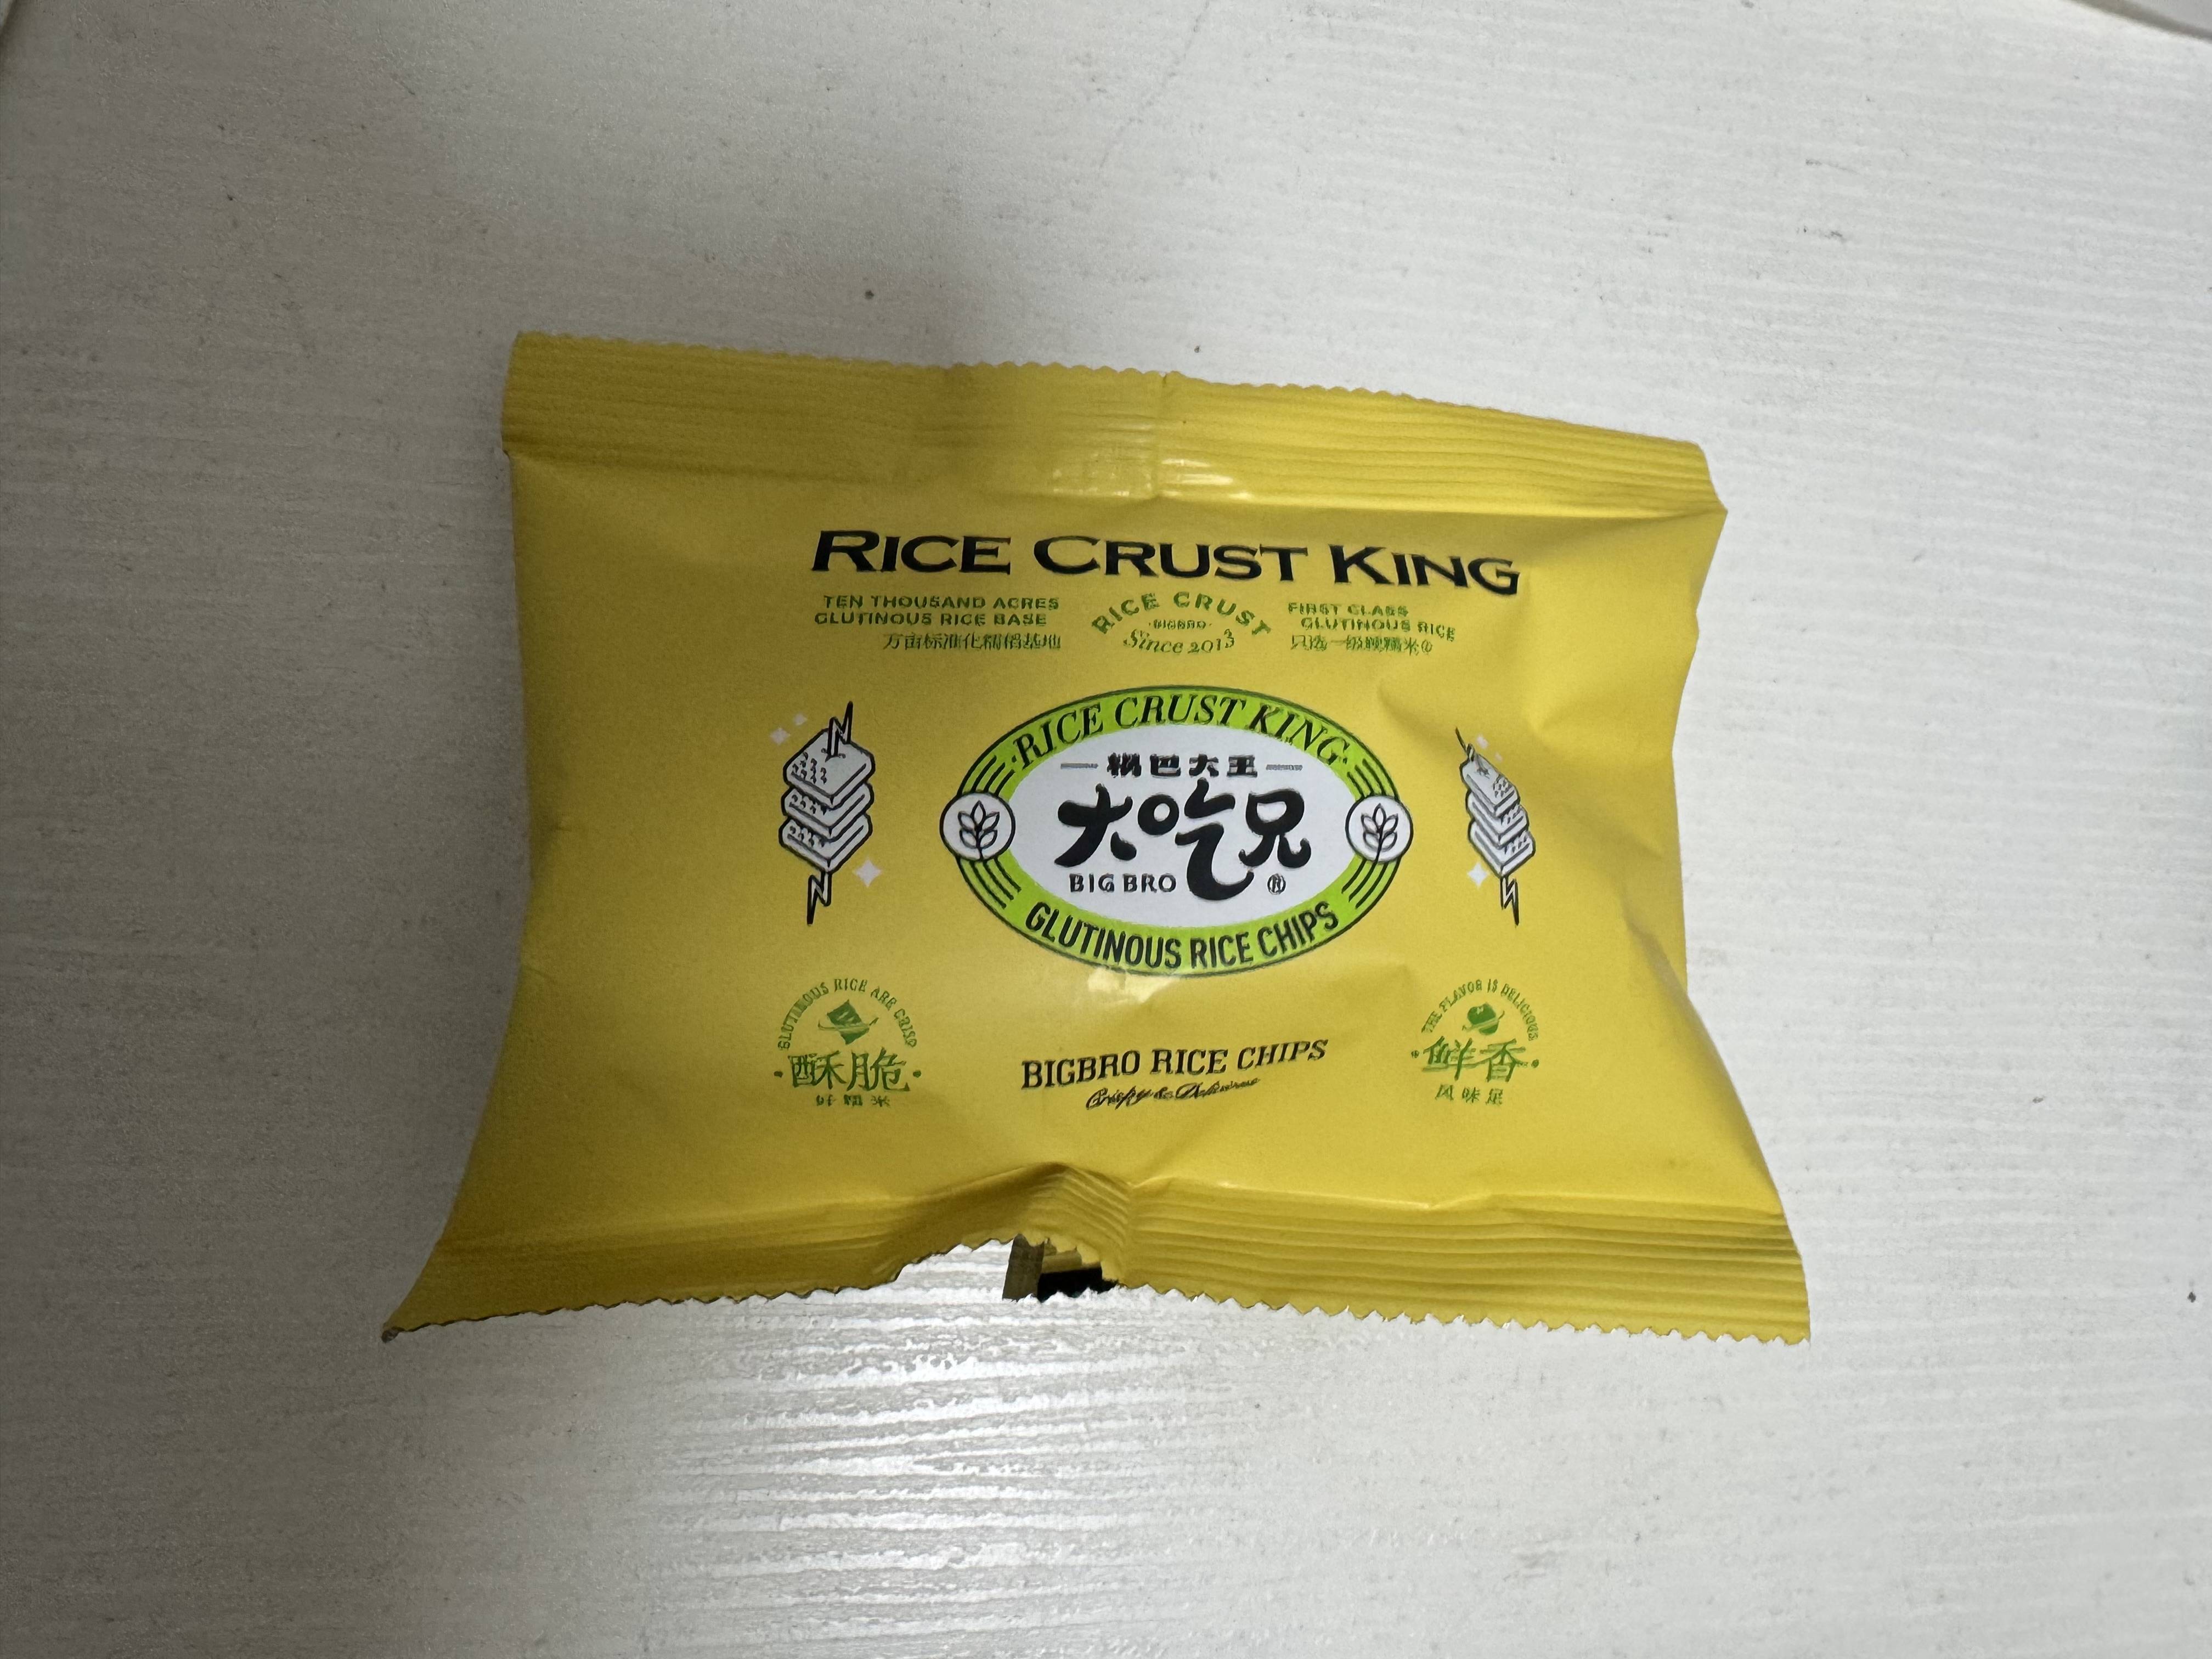 RICE CRUST KING
TEN THOUSAND ACRES
GLUTINOUS RICE BASE
万亩标准化糯稻基地
RICE CRUST
·BIGBRO·
Since 2013
FIRST CLASS
GLUTINOUS RICE
只选一级粳糯米
·RICE CRUST KING·
锅巴大王
大吃兄
BIG BRO ®
GLUTINOUS RICE CHIPS
GLUTINOUS RICE ARE CRISP
·酥脆·
好糯米
BIGBRO RICE CHIPS
Crispy & Delicious
THE FLAVOR IS DELICIOUS
·鲜香·
风味足